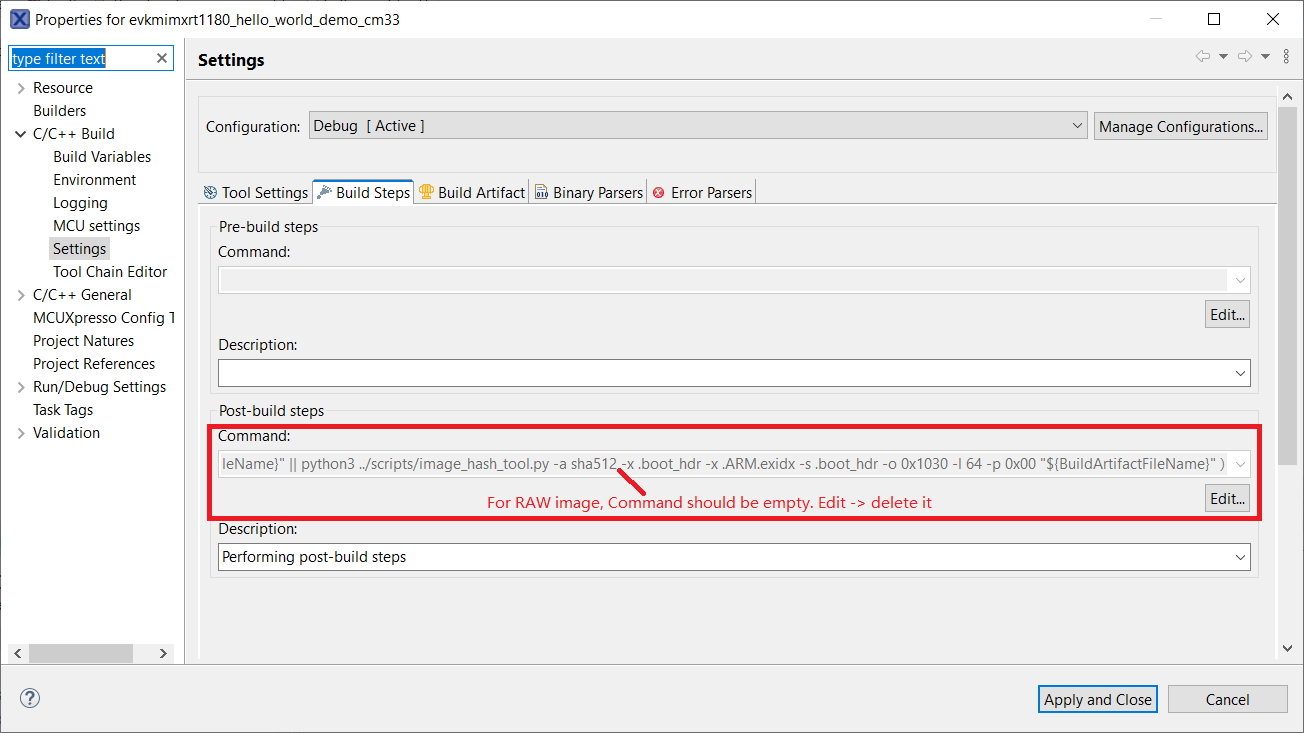 Properties for evkmimxrt1180_hello_world_demo_cm33
type filter text
Resource
Builders
C/C++ Build
Build Variables
Environment
Logging
MCU settings
Settings
Tool Chain Editor
C/C++ General
MCUXpresso Config T
Project Natures
Project References
Run/Debug Settings
Task Tags
Validation
Settings
Configuration:
Debug [ Active ]
Manage Configurations...
Tool Settings
Build Steps
Build Artifact
Binary Parsers
Error Parsers
Pre-build steps
Command:
Edit...
Description:
Post-build steps
Command:
leName}" || python3 ../scripts/image_hash_tool.py -a sha512 -x .boot_hdr -x .ARM.exidx -s .boot_hdr -o 0x1030 -l 64 -p 0x00 "${BuildArtifactFileName}" )
For RAW image, Command should be empty. Edit -> delete it
Edit...
Description:
Performing post-build steps
Apply and Close
Cancel